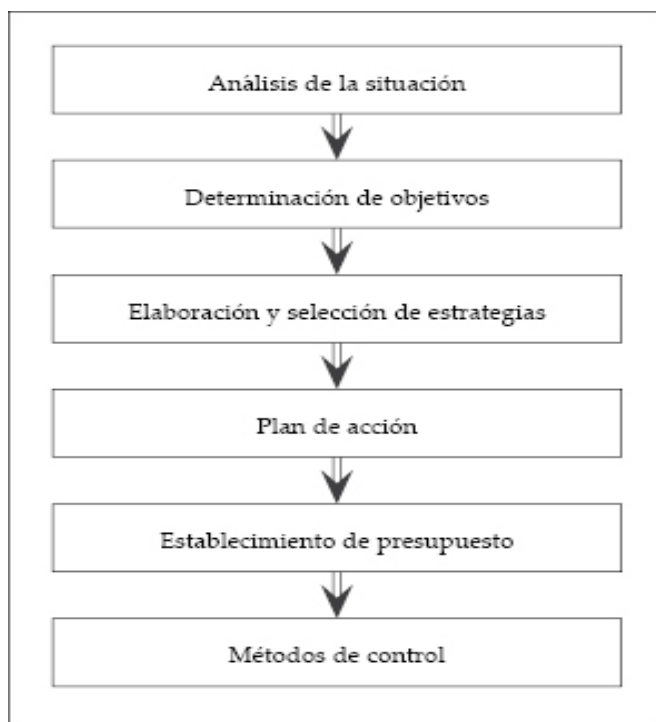 Análisis de la situación
Determinación de objetivos
Elaboración y selección de estrategias
Plan de acción
Establecimiento de presupuesto
Métodos de control